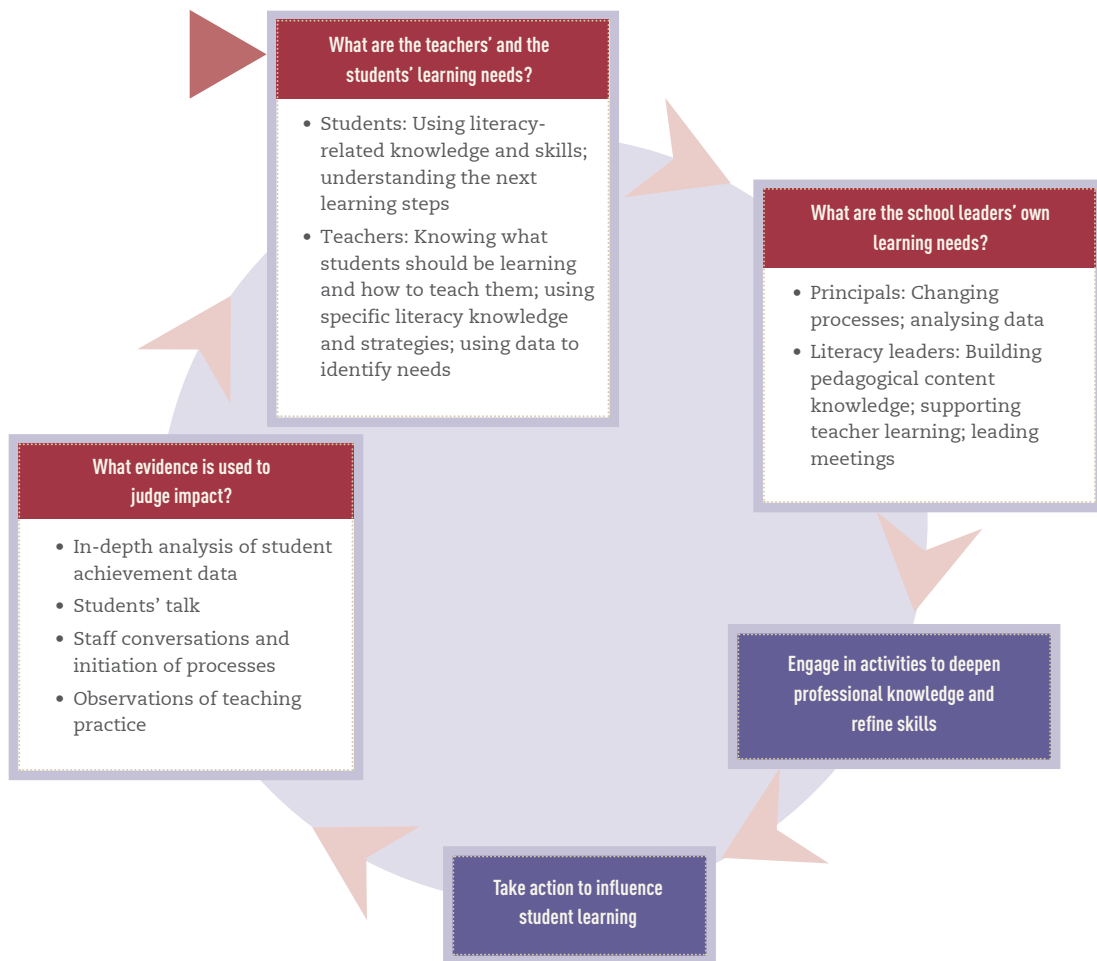 What are the teachers’ and the
students’ learning needs?
• Students: Using literacy-
related knowledge and skills;
understanding the next
learning steps
• Teachers: Knowing what
students should be learning
and how to teach them; using
specific literacy knowledge
and strategies; using data to
identify needs
What are the school leaders’ own
learning needs?
• Principals: Changing
processes; analysing data
• Literacy leaders: Building
pedagogical content
knowledge; supporting
teacher learning; leading
meetings
Engage in activities to deepen
professional knowledge and
refine skills
Take action to influence
student learning
What evidence is used to
judge impact?
• In-depth analysis of student
achievement data
• Students’ talk
• Staff conversations and
initiation of processes
• Observations of teaching
practice